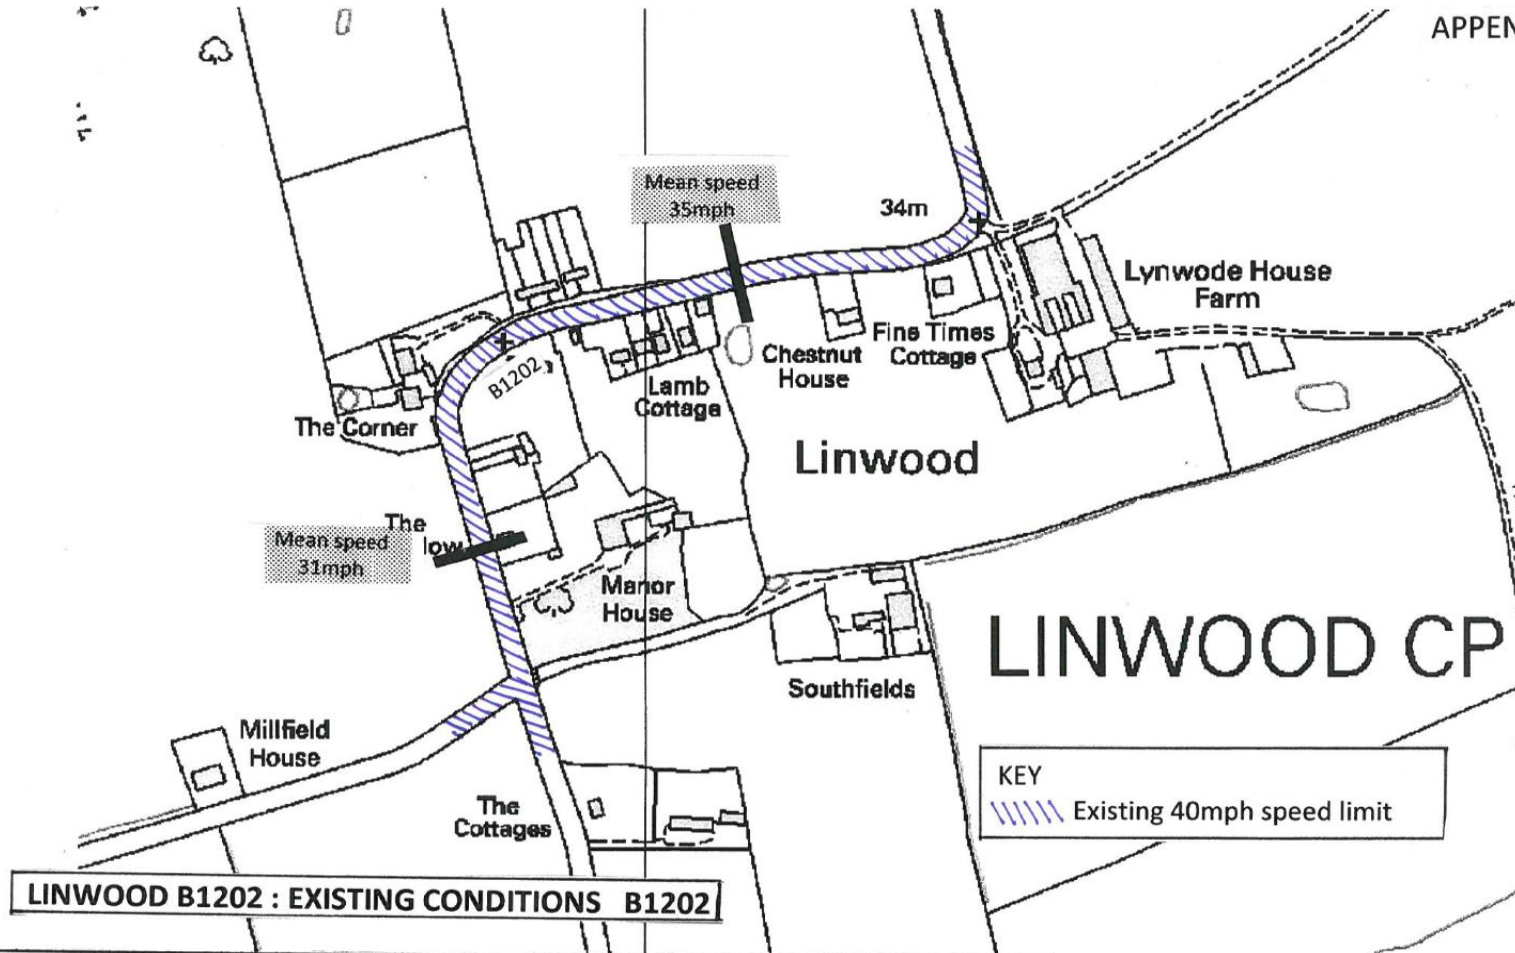 APPEN
Mean speed
35mph
34m
Lynwode House
Farm
Fine Times
Cottage
Chestnut
House
B1202
Lamb
Cottage
The Corner
Linwood
The
low
Mean speed
31mph
Manor
House
LINWOOD CP
Southfields
Millfield
House
KEY
Existing 40mph speed limit
The
Cottages
LINWOOD B1202 : EXISTING CONDITIONS B1202